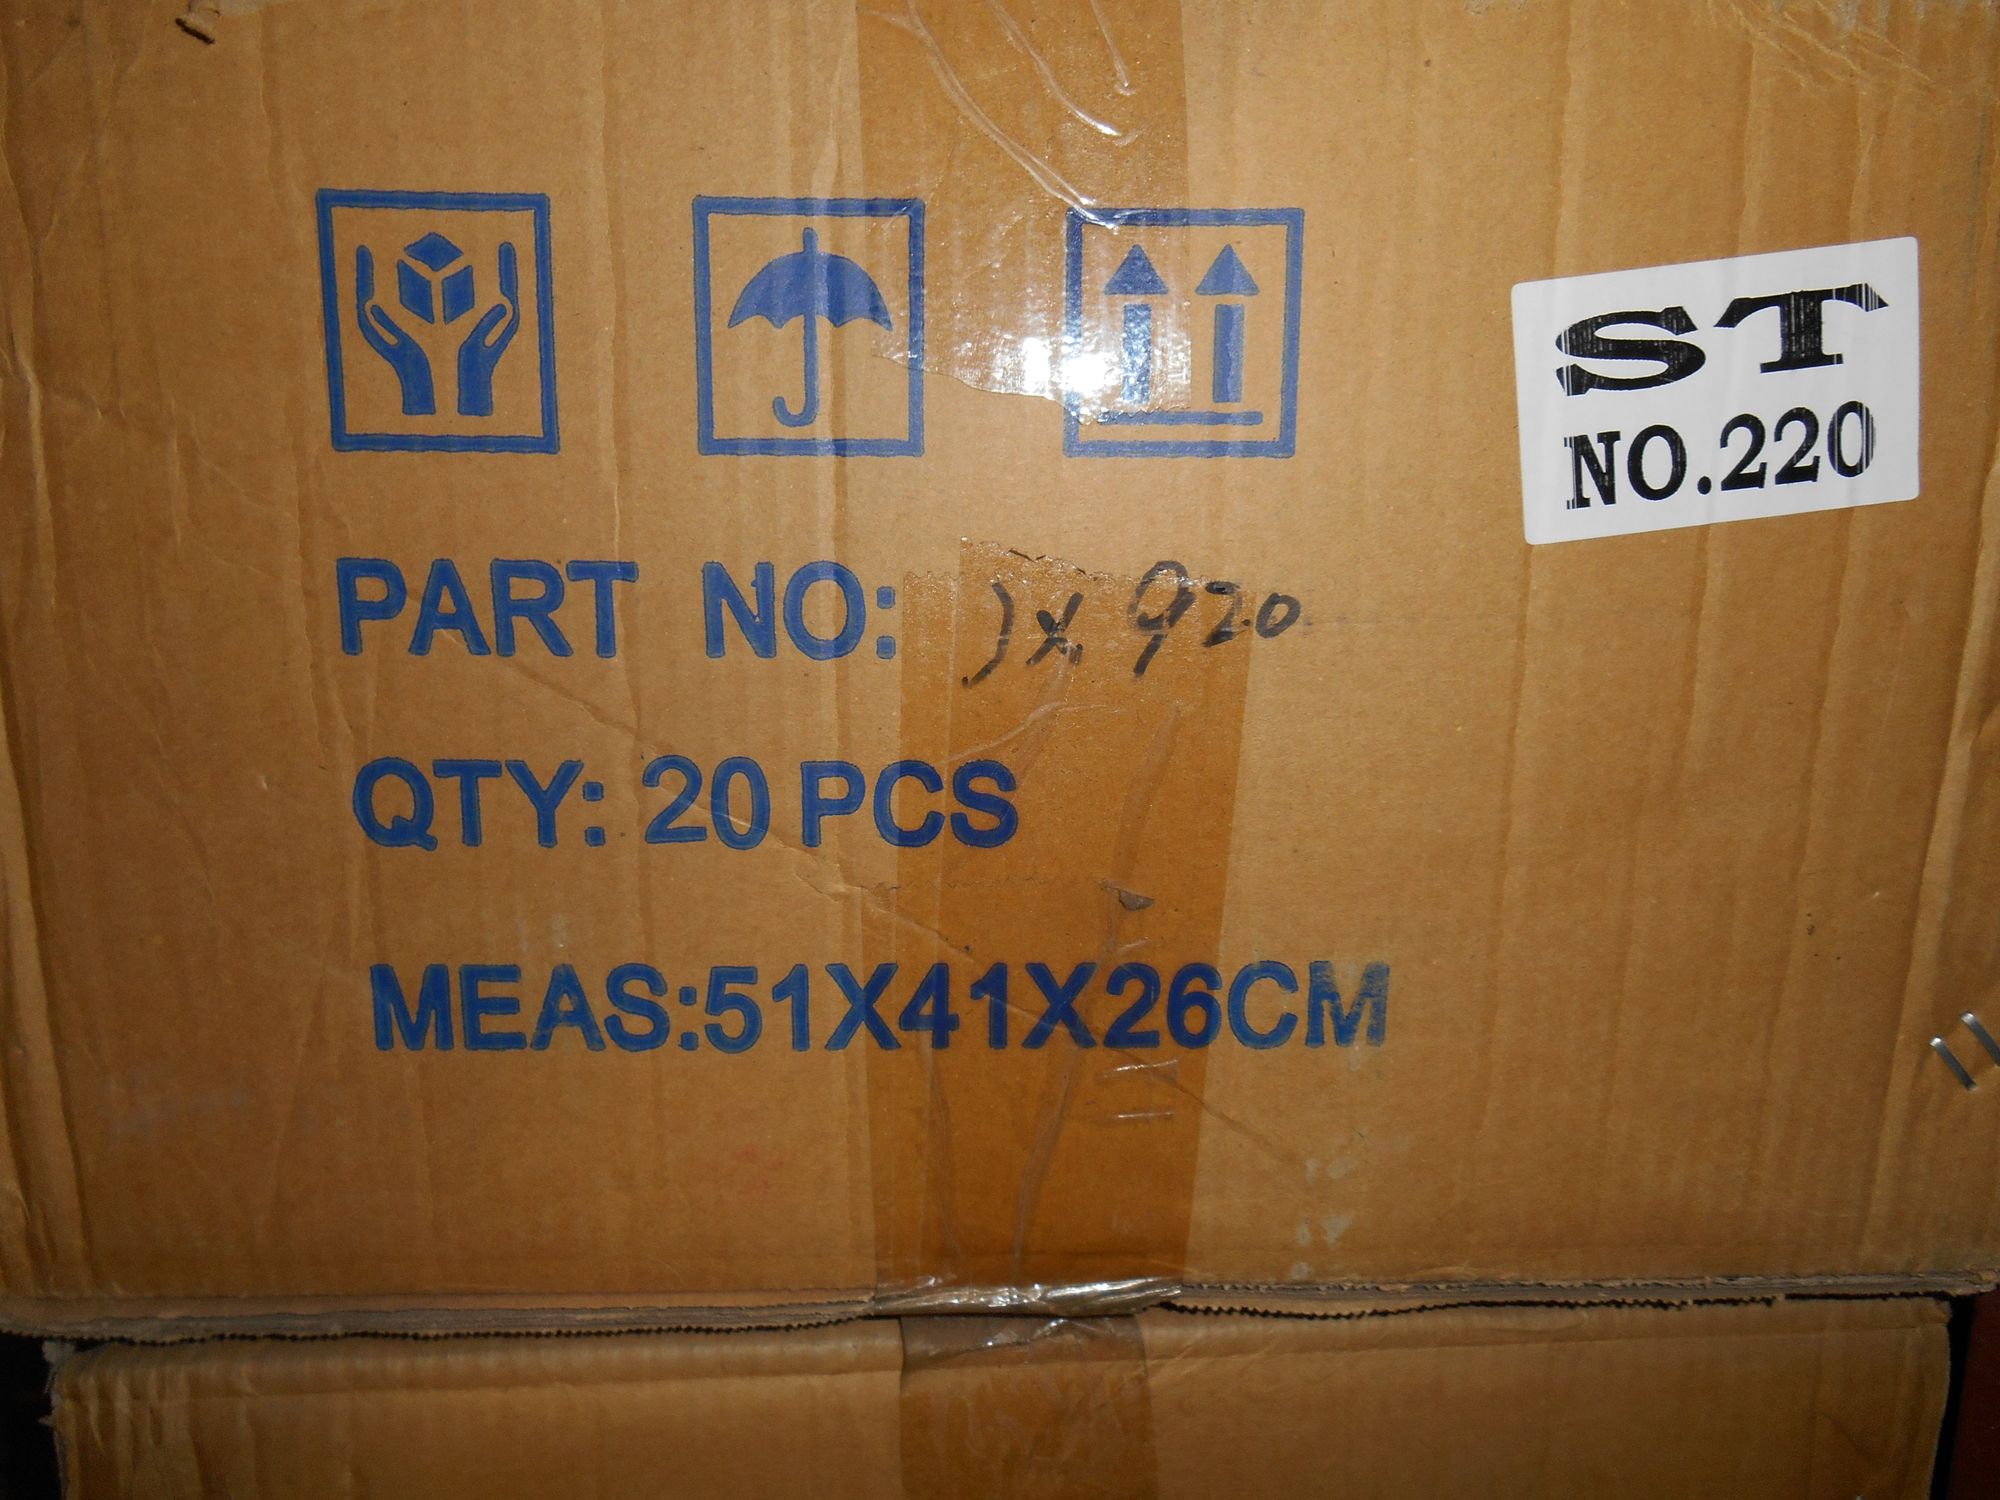 ST
NO.220
PART NO: JX 920
QTY: 20 PCS
MEAS:51X41X26CM